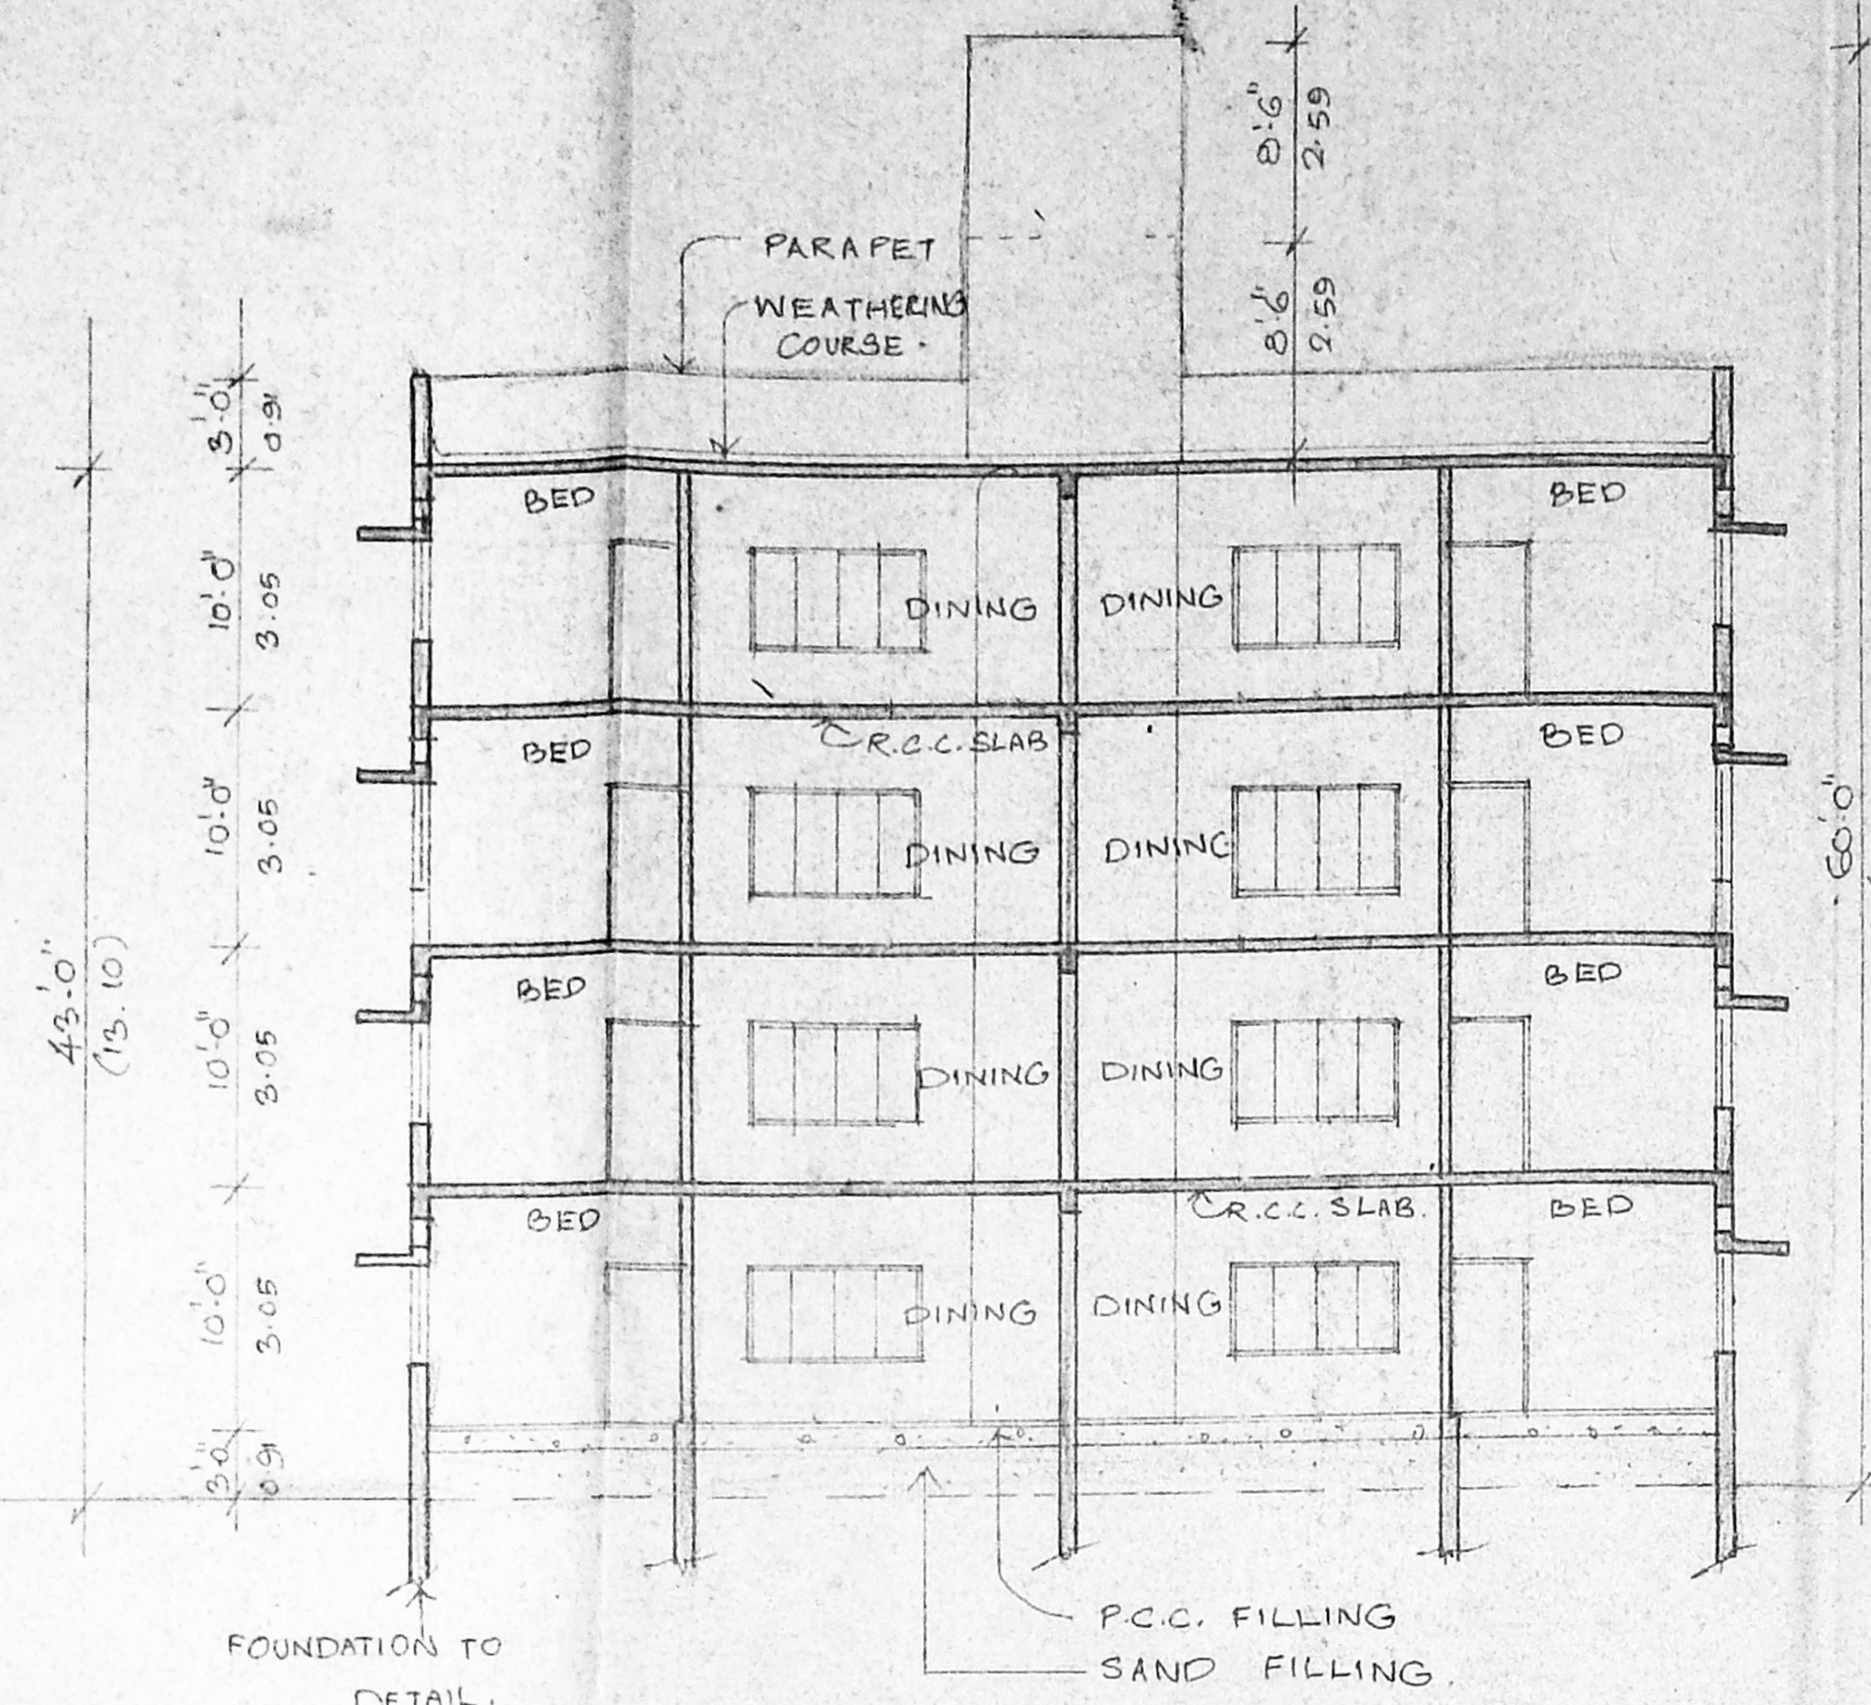 8'-6"
2.59
PARAPET
WEATHERING
COURSE.
8'-6"
2.59
3'-0"
0.91
BED
BED
10'-0"
3.05
DINING
DINING
R.C.C. SLAB
BED
BED
10'-0"
3.05
DINING
DINING
60'-0"
43'-0"
(13.10)
BED
BED
10'-0"
3.05
DINING
DINING
R.C.C. SLAB.
BED
BED
10'-0"
3.05
DINING
DINING
3'-0"
0.91
P.C.C. FILLING
SAND FILLING.
FOUNDATION TO
DETAIL.